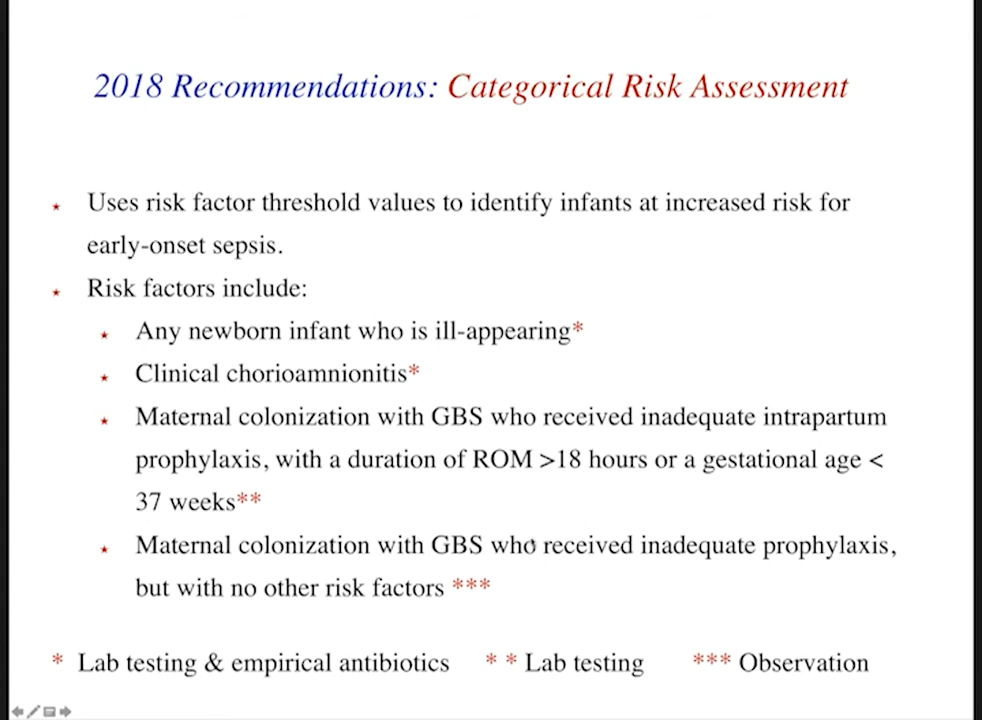 2018 Recommendations: Categorical Risk Assessment
Uses risk factor threshold values to identify infants at increased risk for
early-onset sepsis.
Risk factors include:
Any newborn infant who is ill-appearing*
Clinical chorioamnionitis*
Maternal colonization with GBS who received inadequate intrapartum
prophylaxis, with a duration of ROM >18 hours or a gestational age <
37 weeks**
Maternal colonization with GBS who received inadequate prophylaxis,
but with no other risk factors ***
* Lab testing & empirical antibiotics * * Lab testing *** Observation